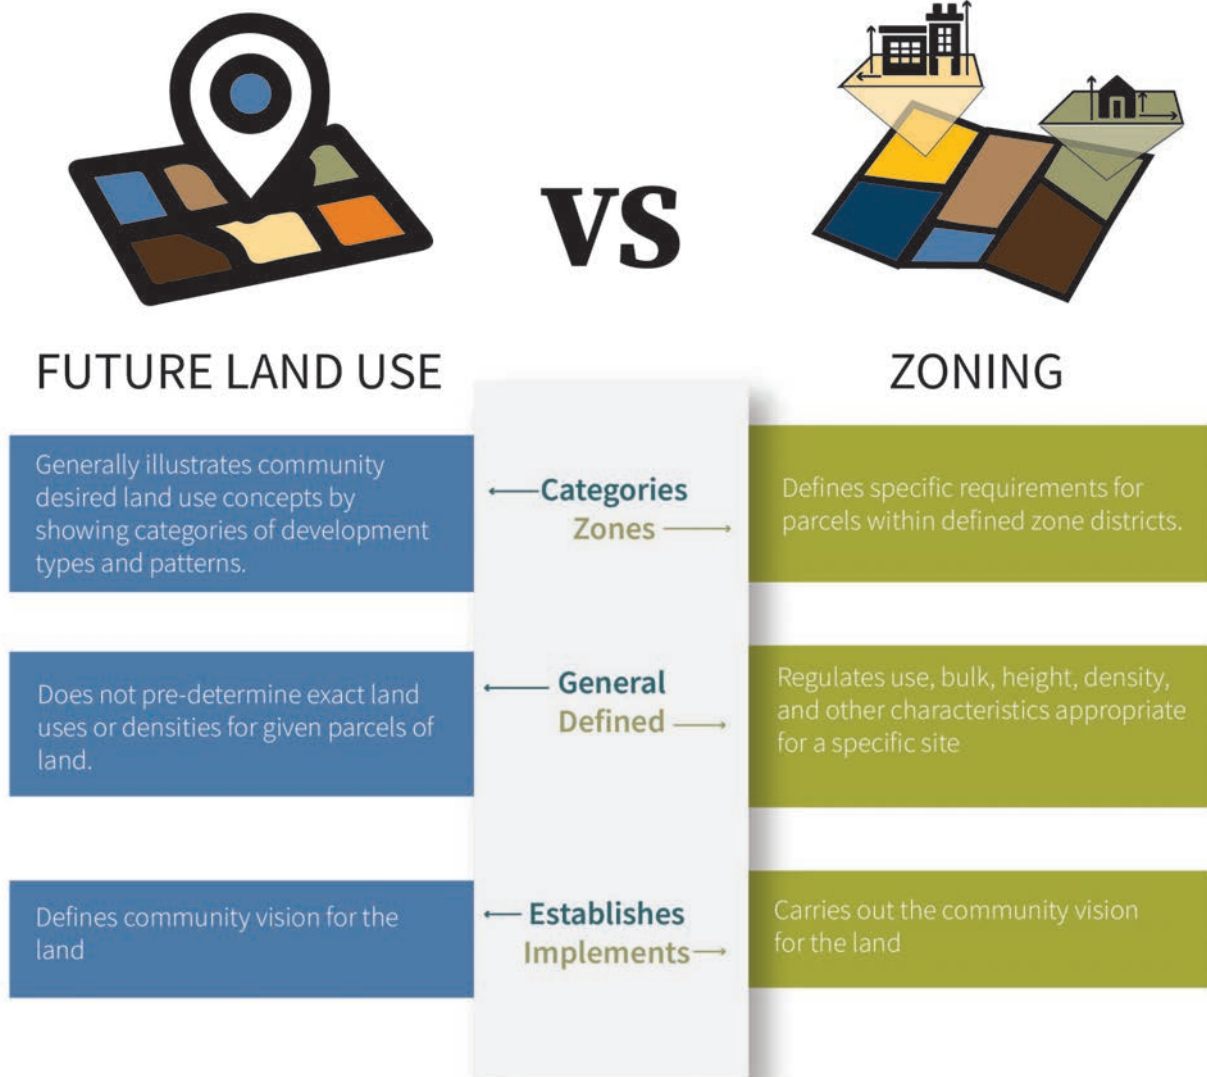 VS
FUTURE LAND USE
ZONING
Generally illustrates community
desired land use concepts by
showing categories of development
types and patterns.
Categories
Zones
Defines specific requirements for
parcels within defined zone districts.
Does not pre-determine exact land
uses or densities for given parcels of
land.
General
Defined
Regulates use, bulk, height, density,
and other characteristics appropriate
for a specific site
Defines community vision for the
land
Establishes
Implements
Carries out the community vision
for the land